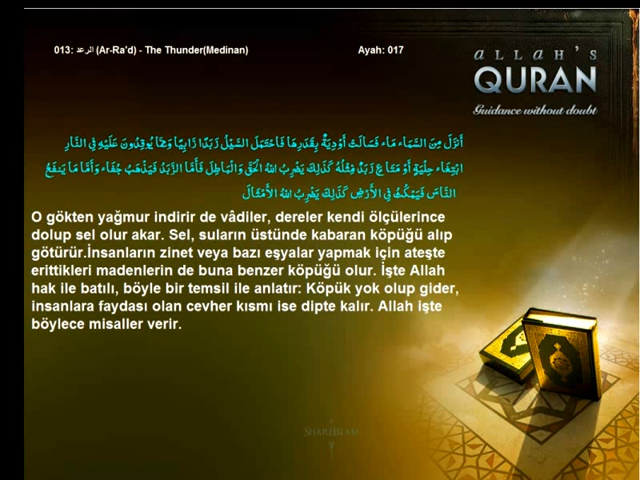 013: الرعد (Ar-Ra'd) - The Thunder(Medinan)
Ayah: 017
ALLAH'S
QURAN
Guidance without doubt
أَنْزَلَ مِنَ السَّمَاءِ مَاءً فَسَالَتْ أَوْدِيَةٌ بِقَدَرِهَا فَاحْتَمَلَ السَّيْلُ زَبَدًا رَابِيًا وَمِمَّا يُوقِدُونَ عَلَيْهِ فِي النَّارِ
ابْتِغَاءَ حِلْيَةٍ أَوْ مَتَاعٍ زَبَدٌ مِثْلُهُ كَذَلِكَ يَضْرِبُ اللهُ الْحَقَّ وَالْبَاطِلَ فَأَمَّا الزَّبَدُ فَيَذْهَبُ جُفَاءً وَأَمَّا مَا يَنْفَعُ
النَّاسَ فَيَمْكُثُ فِي الْأَرْضِ كَذَلِكَ يَضْرِبُ اللهُ الْأَمْثَالَ
O gökten yağmur indirir de vâdiler, dereler kendi ölçülerince
dolup sel olur akar. Sel, suların üstünde kabaran köpüğü alıp
götürür.İnsanların zinet veya bazı eşyalar yapmak için ateşte
erittikleri madenlerin de buna benzer köpüğü olur. İşte Allah
hak ile batılı, böyle bir temsil ile anlatır: Köpük yok olup gider,
insanlara faydası olan cevher kısmı ise dipte kalır. Allah işte
böylece misaller verir.
SHAREISLAM